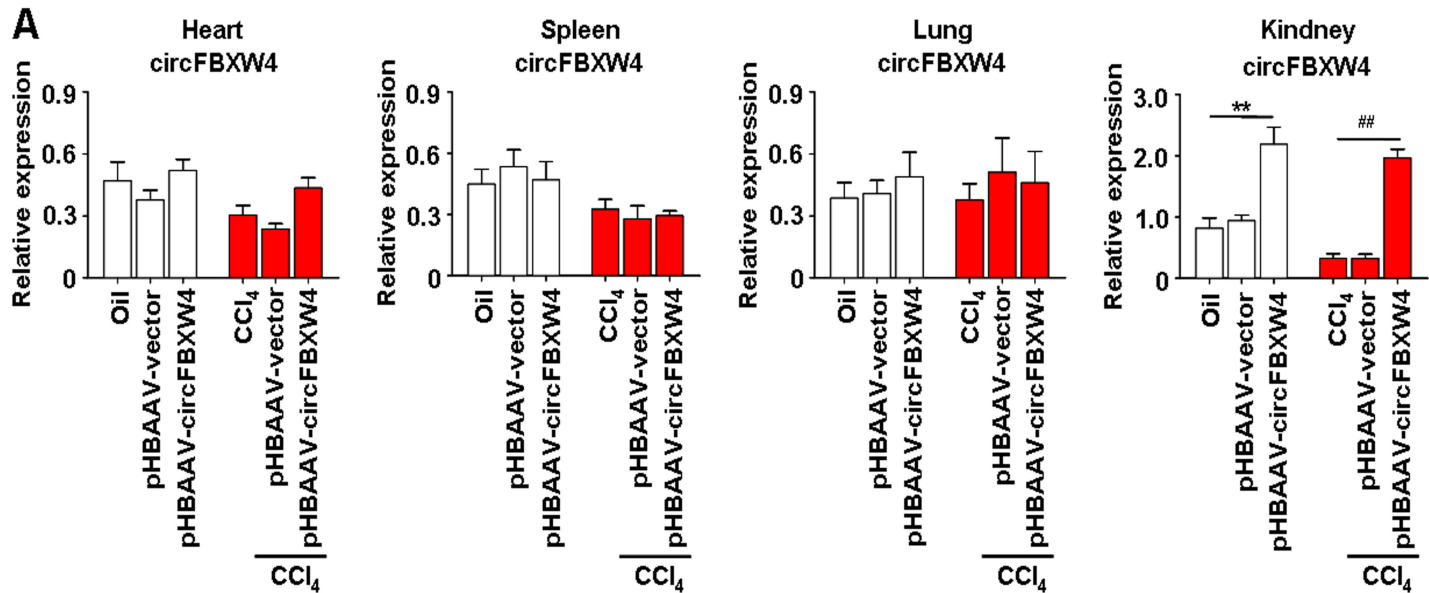 A
Heart
circFBXW4
Relative expression
0.9
0.6
0.3
0
Oil
pHBAAV-vector
pHBAAV-circFBXW4
CCl4
pHBAAV-vector
pHBAAV-circFBXW4
CCl4
Spleen
circFBXW4
Relative expression
0.9
0.6
0.3
0
Oil
pHBAAV-vector
pHBAAV-circFBXW4
CCl4
pHBAAV-vector
pHBAAV-circFBXW4
CCl4
Lung
circFBXW4
Relative expression
0.9
0.6
0.3
0
Oil
pHBAAV-vector
pHBAAV-circFBXW4
CCl4
pHBAAV-vector
pHBAAV-circFBXW4
CCl4
Kindney
circFBXW4
Relative expression
3.0
2.0
1.0
0
**
##
Oil
pHBAAV-vector
pHBAAV-circFBXW4
CCl4
pHBAAV-vector
pHBAAV-circFBXW4
CCl4